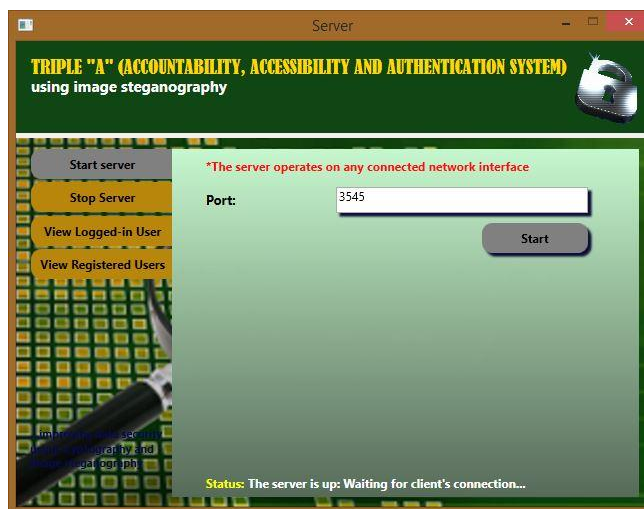 Server
TRIPLE "A" (ACCOUNTABILITY, ACCESSIBILITY AND AUTHENTICATION SYSTEM)
using image steganography
Start server
Stop Server
View Logged-in User
View Registered Users
*The server operates on any connected network interface
Port:
3545
Start
security
and
Status: The server is up: Waiting for client's connection...